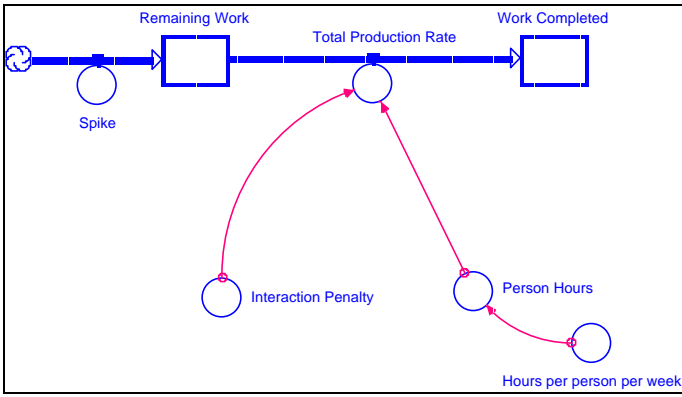 Remaining Work
Work Completed
Total Production Rate
Spike
Interaction Penalty
Person Hours
Hours per person per week